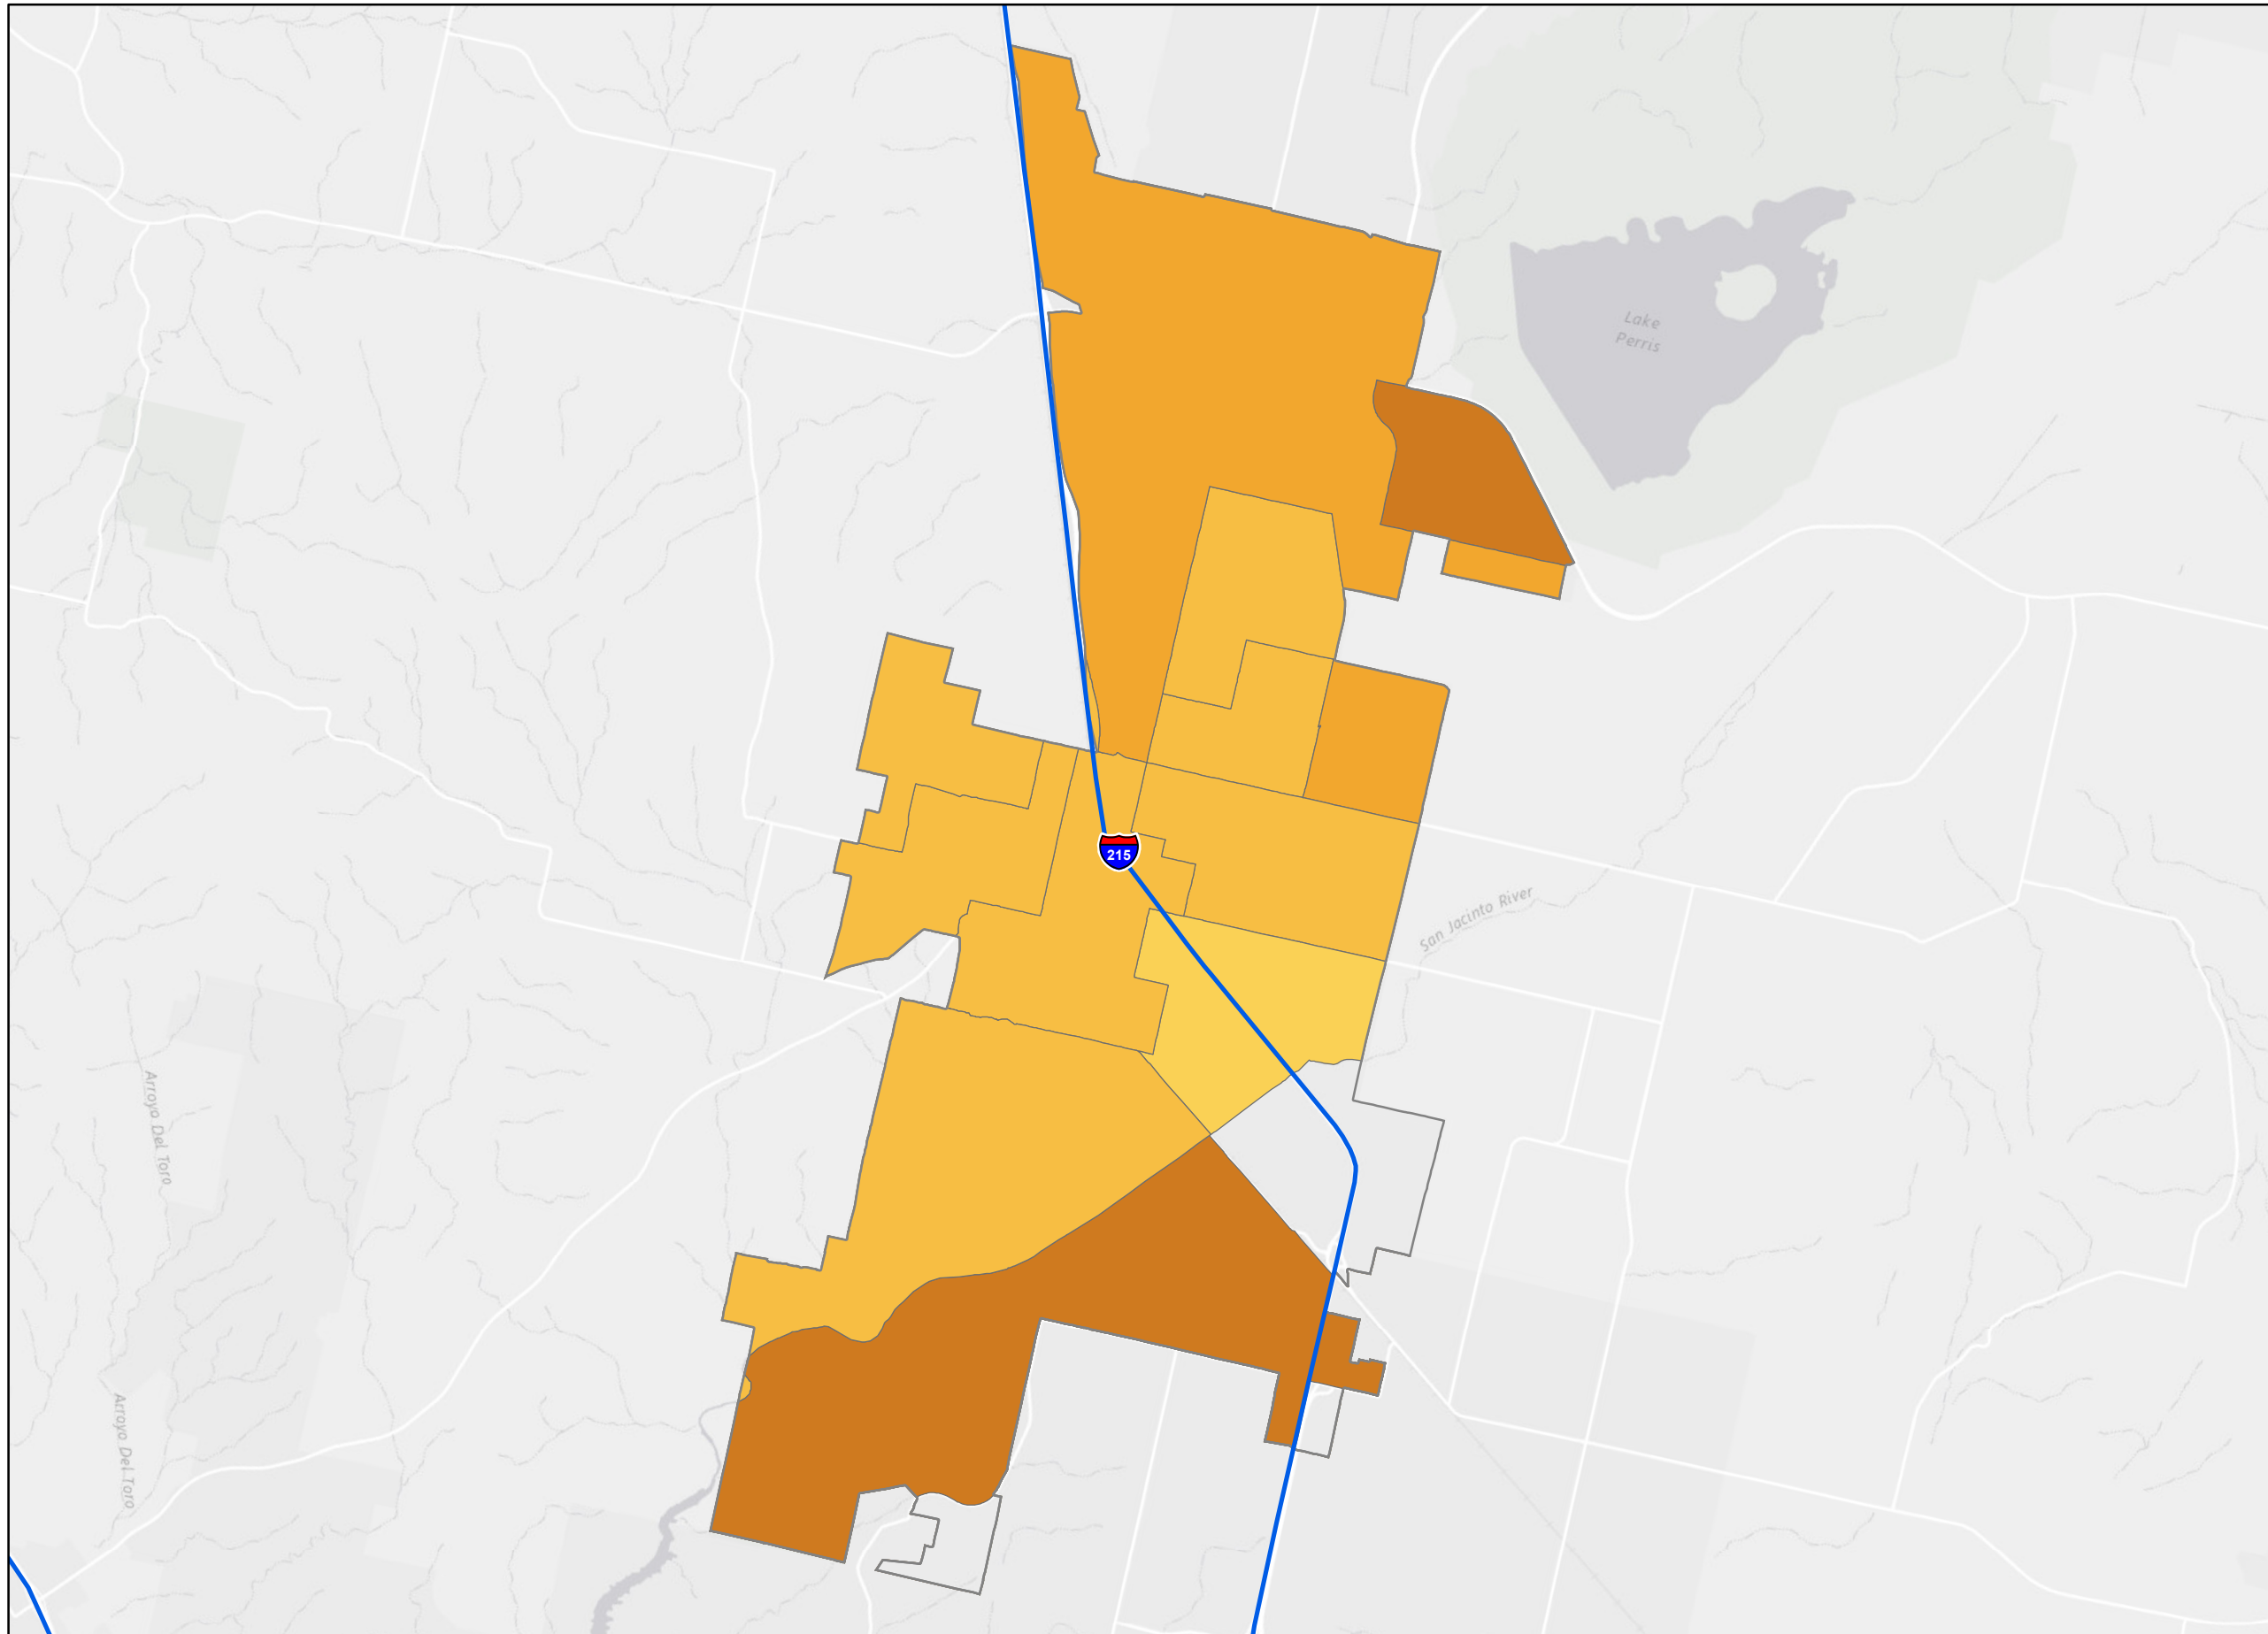 Lake
Perris
215
San Jacinto River
Arroyo Del Toro
Arroyo Del Toro